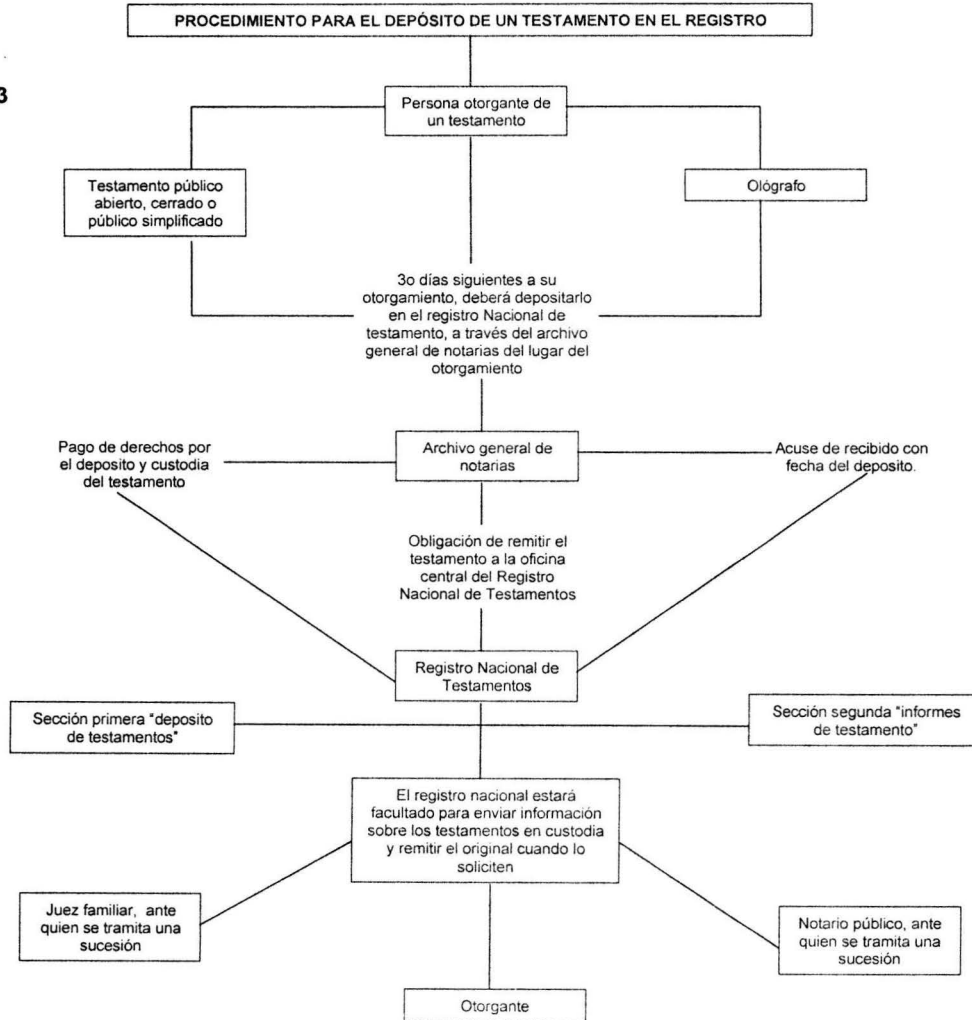 PROCEDIMIENTO PARA EL DEPÓSITO DE UN TESTAMENTO EN EL REGISTRO
3
Persona otorgante de
un testamento
Testamento público
abierto, cerrado o
público simplificado
Ológrafo
3o días siguientes a su
otorgamiento, deberá depositarlo
en el registro Nacional de
testamento, a través del archivo
general de notarias del lugar del
otorgamiento
Pago de derechos por
el deposito y custodia
del testamento
Archivo general de
notarias
Acuse de recibido con
fecha del deposito.
Obligación de remitir el
testamento a la oficina
central del Registro
Nacional de Testamentos
Registro Nacional de
Testamentos
Sección primera "deposito
de testamentos"
Sección segunda "informes
de testamento"
El registro nacional estará
facultado para enviar información
sobre los testamentos en custodia
y remitir el original cuando lo
soliciten
Juez familiar, ante
quien se tramita una
sucesión
Notario público, ante
quien se tramita una
sucesión
Otorgante